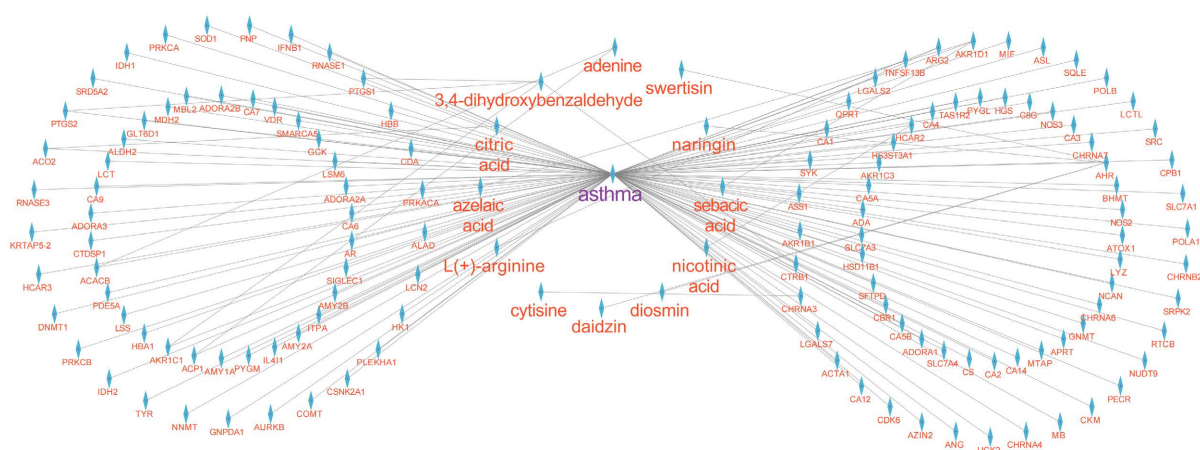 SOD1
PNP
PRKCA
IFNB1
IDH1
RNASE1
PTGS1
adenine
swertisin
AKR1D1
ARG2
MIF
ASL
TNFSF13B
SQLE
LGALS2
POLB
SRD5A2
MBL2
ADORA2B
CA7
VDR
3,4-dihydroxybenzaldehyde
QPRT
TAS1R2
PYGL
HGS
C8G
NOS3
LCTL
PTGS2
MDH2
SMARCA5
HBB
CA4
GLT6D1
GCK
citric
acid
naringin
CA1
HCAR2
CA3
SRC
ACO2
ALDH2
CDA
HS3ST3A1
CHRNA7
LCT
LSM6
SYK
AKR1C3
AHR
CPB1
RNASE3
CA9
ADORA2A
PRKACA
azelaic
acid
asthma
sebacic
acid
ASS1
CA5A
BHMT
SLC7A1
ADORA3
CA6
ADA
NOS2
KRTAP5-2
CTDSP1
AR
ALAD
AKR1B1
SLC7A3
ATOX1
POLA1
HCAR3
ACACB
SIGLEC1
LCN2
L(+)-arginine
nicotinic
acid
CTRB1
HSD11B1
LYZ
CHRNB2
PDE5A
AMY2B
SFTPD
NCAN
DNMT1
LSS
ITPA
HK1
cytisine
daidzin
diosmin
CHRNA3
CBR1
CHRNA6
SRPK2
HBA1
AMY2A
CA5B
GNMT
RTCB
PRKCB
AKR1C1
ACP1
AMY1A
PYGM
IL4I1
PLEKHA1
LGALS7
ADORA1
SLC7A4
CS
CA2
CA14
MTAP
APRT
NUDT9
IDH2
CSNK2A1
ACTA1
TYR
COMT
CA12
PECR
NNMT
GNPDA1
AURKB
CDK6
AZIN2
ANG
CHRNA4
MB
CKM